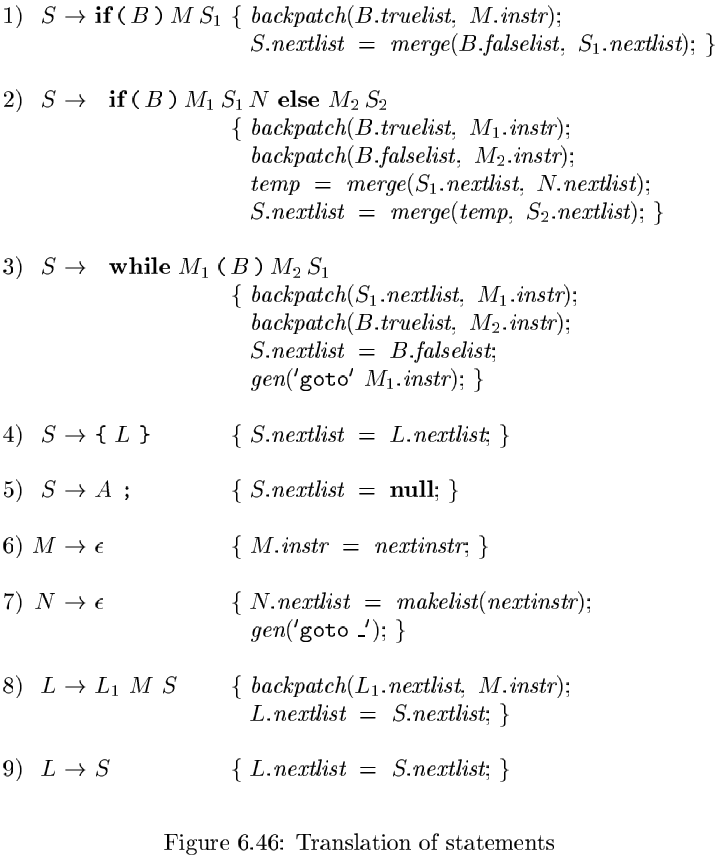 1) S → if ( B ) M S₁ { backpatch(B.truelist, M.instr);
S.nextlist = merge(B.falselist, S₁.nextlist); }
2) S → if ( B ) M₁ S₁ N else M₂ S₂
{ backpatch(B.truelist, M₁.instr);
backpatch(B.falselist, M₂.instr);
temp = merge(S₁.nextlist, N.nextlist);
S.nextlist = merge(temp, S₂.nextlist); }
3) S → while M₁ ( B ) M₂ S₁
{ backpatch(S₁.nextlist, M₁.instr);
backpatch(B.truelist, M₂.instr);
S.nextlist = B.falselist;
gen('goto' M₁.instr); }
4) S → { L } { S.nextlist = L.nextlist; }
5) S → A ; { S.nextlist = null; }
6) M → ϵ { M.instr = nextinstr; }
7) N → ϵ { N.nextlist = makelist(nextinstr);
gen('goto _'); }
8) L → L₁ M S { backpatch(L₁.nextlist, M.instr);
L.nextlist = S.nextlist; }
9) L → S { L.nextlist = S.nextlist; }
Figure 6.46: Translation of statements